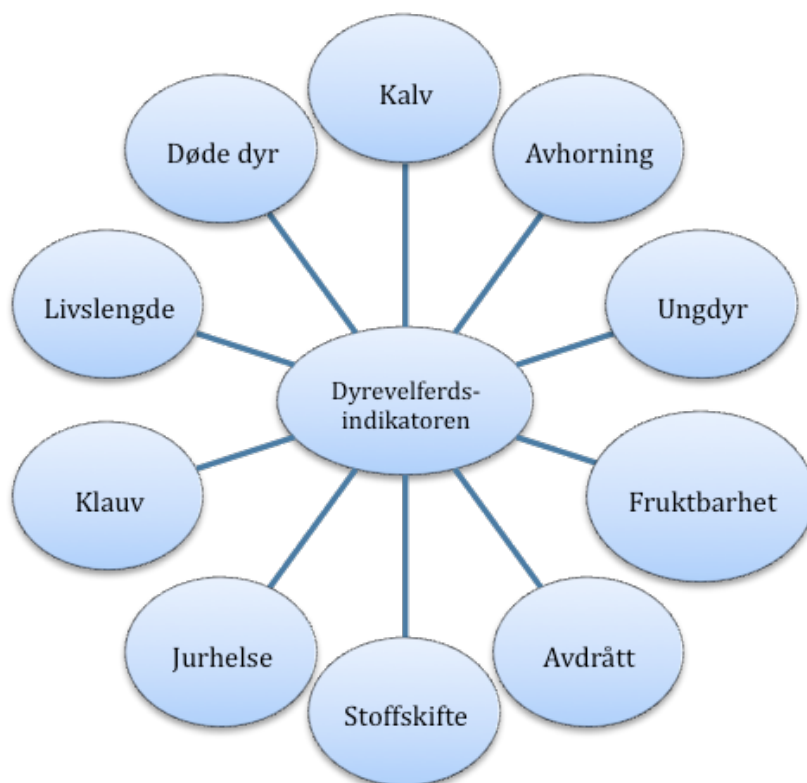 Kalv
Døde dyr
Avhorning
Livslengde
Ungdyr
Dyrevelferds-
indikatoren
Klauv
Fruktbarhet
Jurhelse
Avdrått
Stoffskifte